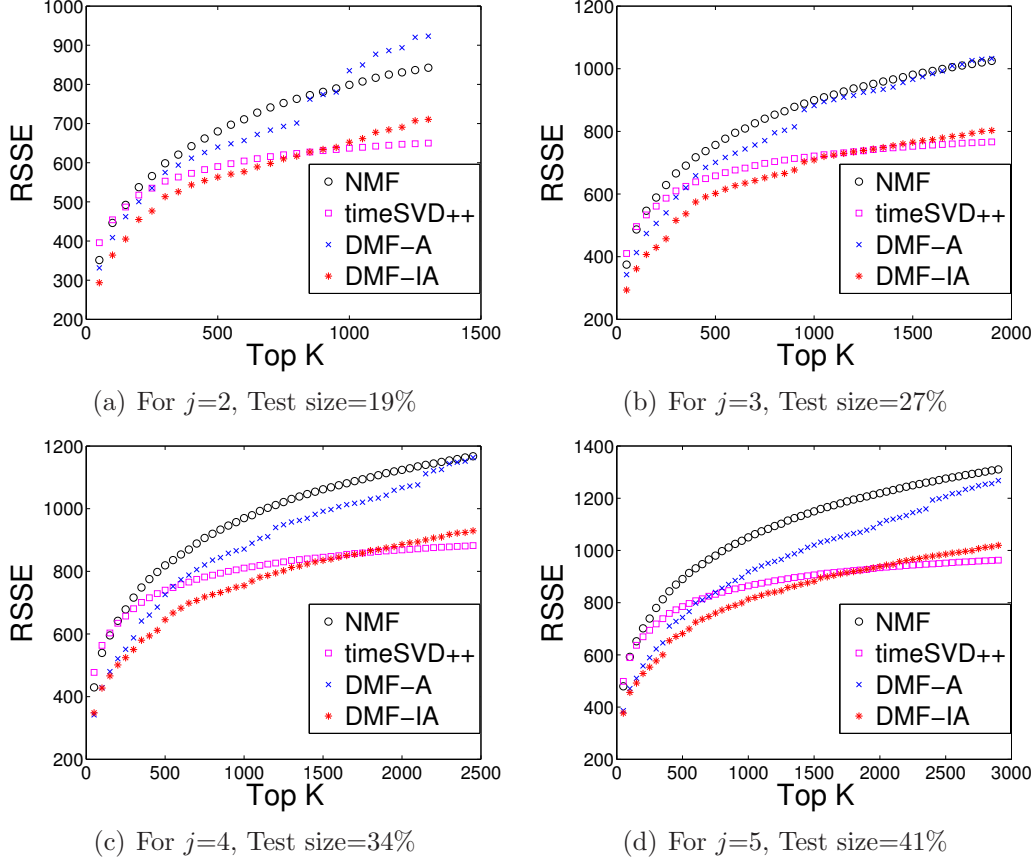 1000
900
800
700
600
500
400
300
200
RSSE
0 500 1000 1500
Top K
NMF
timeSVD++
DMF−A
DMF−IA
(a) For j=2, Test size=19%
1200
1000
800
600
400
200
RSSE
0 500 1000 1500 2000
Top K
NMF
timeSVD++
DMF−A
DMF−IA
(b) For j=3, Test size=27%
1200
1000
800
600
400
200
RSSE
0 500 1000 1500 2000 2500
Top K
NMF
timeSVD++
DMF−A
DMF−IA
(c) For j=4, Test size=34%
1400
1200
1000
800
600
400
200
RSSE
0 500 1000 1500 2000 2500 3000
Top K
NMF
timeSVD++
DMF−A
DMF−IA
(d) For j=5, Test size=41%